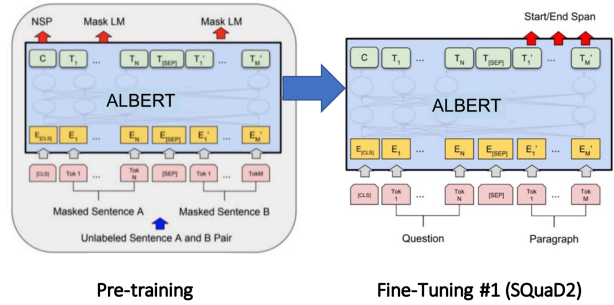 NSP Mask LM Mask LM
C T1 ... TN T[SEP] T1' ... TM'
ALBERT
E[CLS] E1 ... EN E[SEP] E1' ... EM'
[CLS] Tok 1 ... Tok N [SEP] Tok 1 ... TokM
Masked Sentence A Masked Sentence B
Unlabeled Sentence A and B Pair
Pre-training
Start/End Span
C T1 ... TN T[SEP] T1' ... TM'
ALBERT
E[CLS] E1 ... EN E[SEP] E1' ... EM'
[CLS] Tok 1 ... Tok N [SEP] Tok 1 ... Tok M
Question Paragraph
Fine-Tuning #1 (SQuaD2)